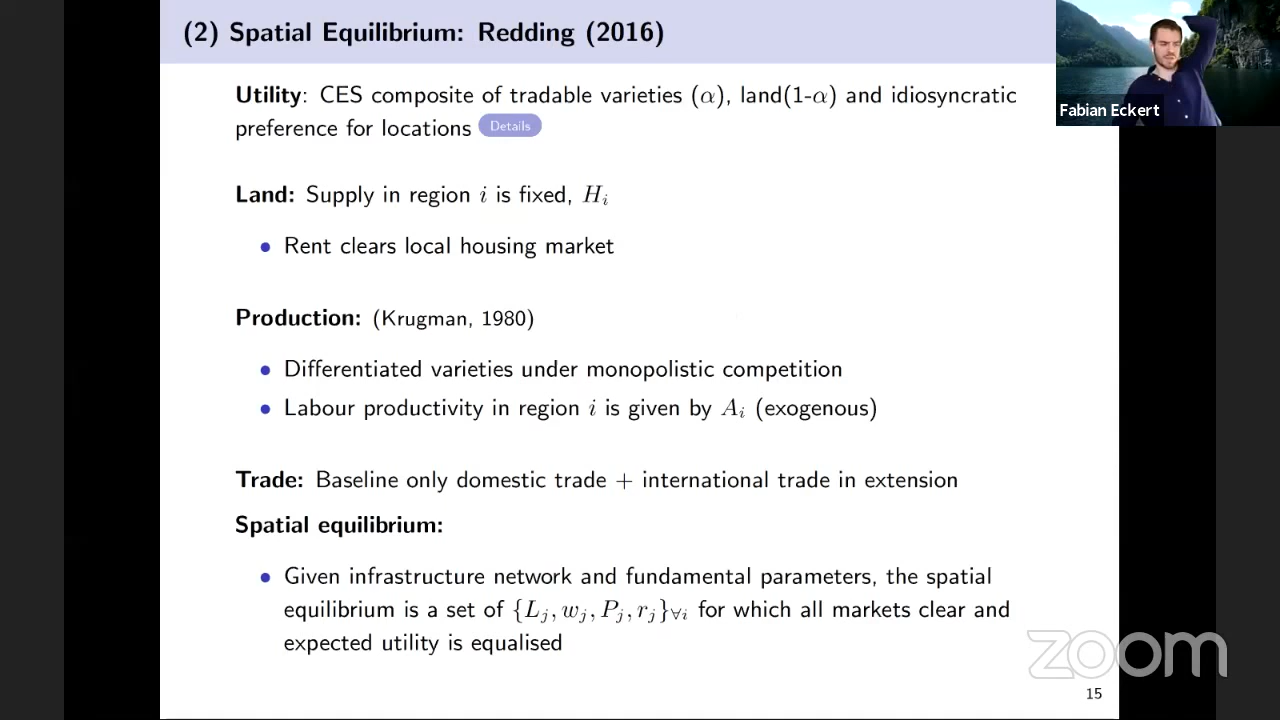 (2) Spatial Equilibrium: Redding (2016)
Fabian Eckert
Utility: CES composite of tradable varieties (α), land(1-α) and idiosyncratic
preference for locations Details
Land: Supply in region i is fixed, H_i
• Rent clears local housing market
Production: (Krugman, 1980)
• Differentiated varieties under monopolistic competition
• Labour productivity in region i is given by A_i (exogenous)
Trade: Baseline only domestic trade + international trade in extension
Spatial equilibrium:
• Given infrastructure network and fundamental parameters, the spatial
equilibrium is a set of {L_j, w_j, P_j, r_j}_∀i for which all markets clear and
expected utility is equalised
zoom
15